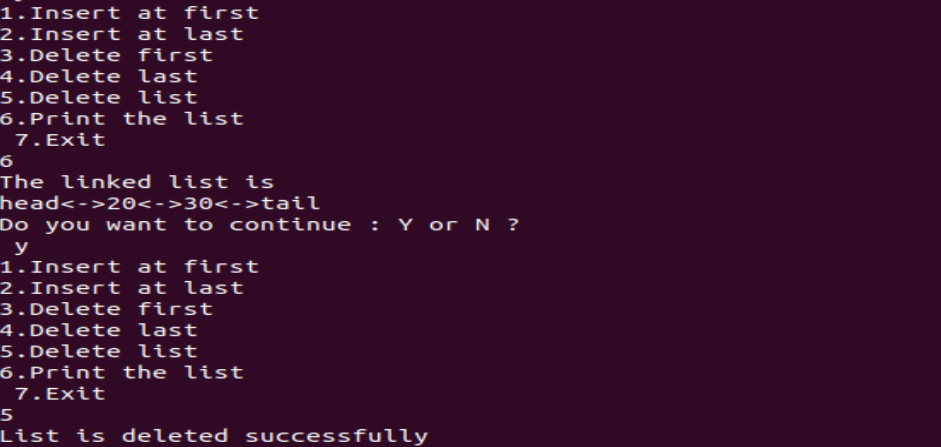 1.Insert at first
2.Insert at last
3.Delete first
4.Delete last
5.Delete list
6.Print the list
 7.Exit
6
The linked list is
head<->20<->30<->tail
Do you want to continue : Y or N ?
 y
1.Insert at first
2.Insert at last
3.Delete first
4.Delete last
5.Delete list
6.Print the list
 7.Exit
5
List is deleted successfully